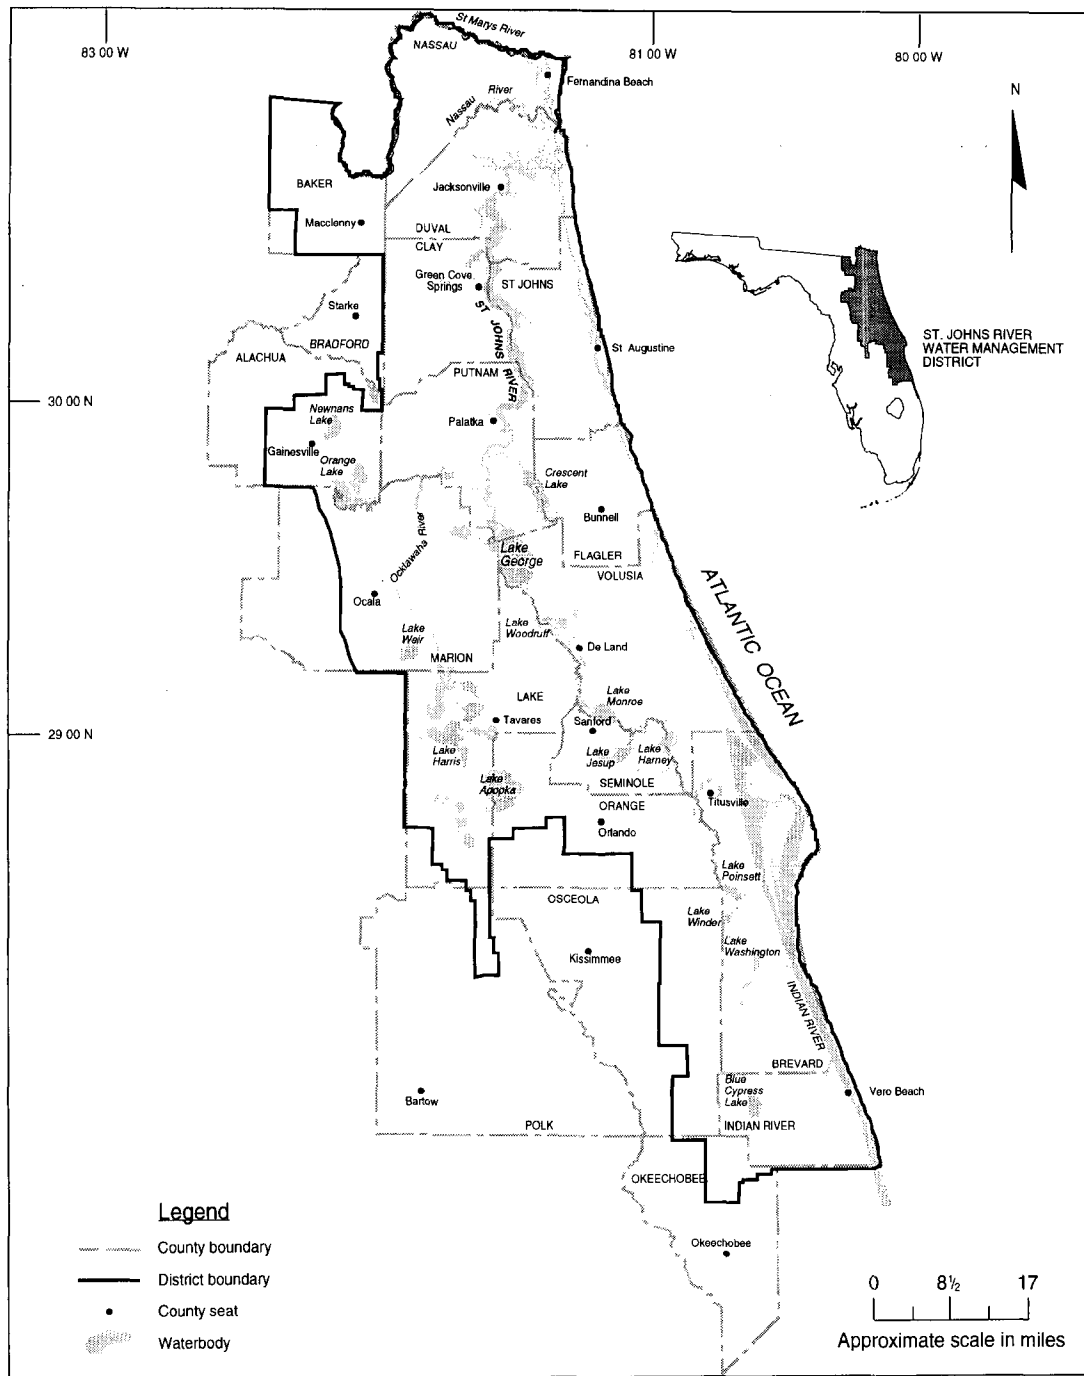 83 00 W
St Marys River
81 00 W
80 00 W
NASSAU
Fernandina Beach
Nassau River
N
BAKER
Jacksonville
Macclenny
DUVAL
CLAY
Green Cove
Springs
ST JOHNS
Starke
ST JOHNS RIVER
ST. JOHNS RIVER
WATER MANAGEMENT
DISTRICT
BRADFORD
ALACHUA
St Augustine
PUTNAM
30 00 N
Newnans
Lake
Palatka
Gainesville
Orange
Lake
Crescent
Lake
Bunnell
Ocklawaha River
Lake
George
FLAGLER
VOLUSIA
ATLANTIC OCEAN
Ocala
Lake
Weir
Lake
Woodruff
De Land
MARION
LAKE
Lake
Monroe
Tavares
Sanford
29 00 N
Lake
Harris
Lake
Jesup
Lake
Harney
Lake
Apopka
SEMINOLE
Titusville
ORANGE
Orlando
Lake
Poinsett
OSCEOLA
Lake
Winder
Lake
Washington
Kissimmee
INDIAN RIVER
BREVARD
Blue
Cypress
Lake
Vero Beach
Bartow
POLK
INDIAN RIVER
OKEECHOBEE
Okeechobee
Legend
County boundary
District boundary
County seat
Waterbody
0 8½ 17
Approximate scale in miles